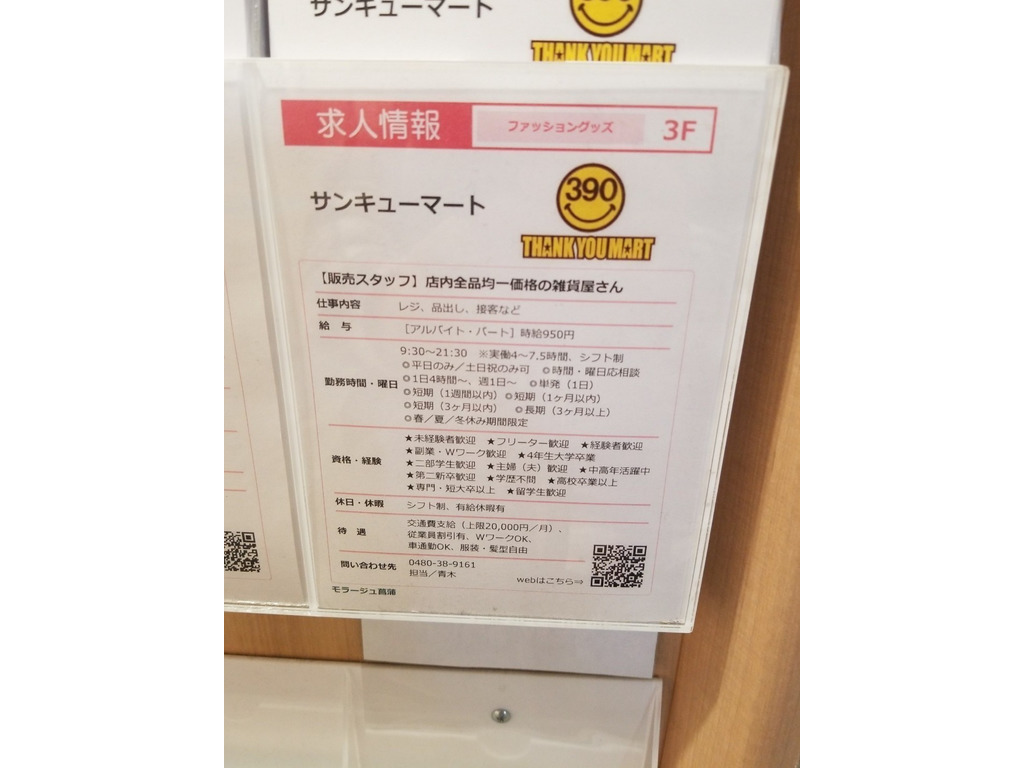 サンキューマート
THANK YOU MART
求人情報 ファッショングッズ 3F
サンキューマート
390
THANK YOU MART
【販売スタッフ】店内全品均一価格の雑貨屋さん
仕事内容 レジ、品出し、接客など
給与 [アルバイト・パート] 時給950円
勤務時間・曜日
9:30～21:30 ※実働4～7.5時間、シフト制
◎平日のみ／土日祝のみ可 ◎時間・曜日応相談
◎1日4時間～、週1日～ ◎単発（1日）
◎短期（1週間以内）◎短期（1ヶ月以内）
◎短期（3ヶ月以内） ◎長期（3ヶ月以上）
◎春／夏／冬休み期間限定
資格・経験
★未経験者歓迎 ★フリーター歓迎 ★経験者歓迎
★副業・Wワーク歓迎 ★4年生大学卒業
★二部学生歓迎 ★主婦（夫）歓迎 ★中高年活躍中
★第二新卒歓迎 ★学歴不問 ★高校卒業以上
★専門・短大卒以上 ★留学生歓迎
休日・休暇 シフト制、有給休暇有
待遇
交通費支給（上限20,000円／月）、
従業員割引有、WワークOK、
車通勤OK、服装・髪型自由
問い合わせ先
0480-38-9161
担当／青木
webはこちら⇒
モラージュ菖蒲